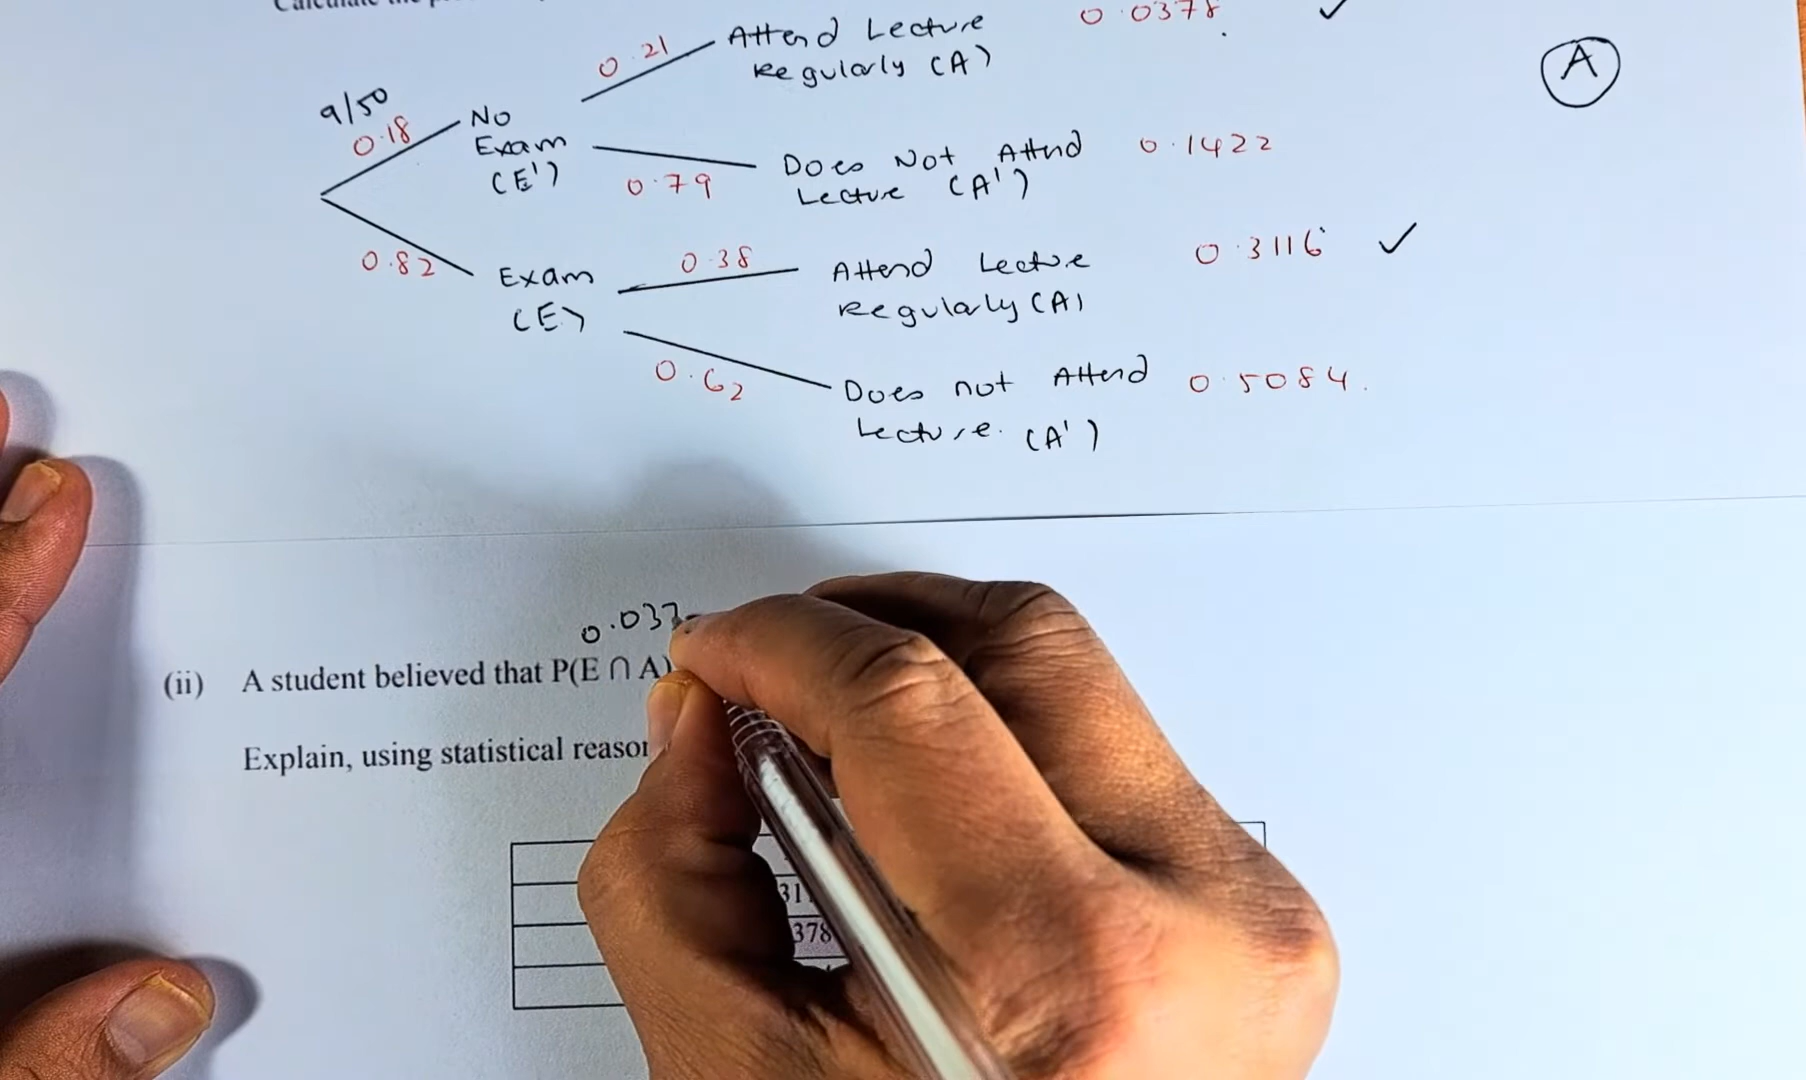 0.21
Attend Lecture
Regularly (A)
0.0378
A
9/50
0.18
No
Exam
(E')
0.79
Does Not Attend
Lecture (A')
0.1422
0.82
Exam
(E)
0.38
Attend Lecture
Regularly (A)
0.3116
0.62
Does not Attend
Lecture. (A')
0.5084.
0.037
(ii) A student believed that P(E ∩ A)
Explain, using statistical
31
378